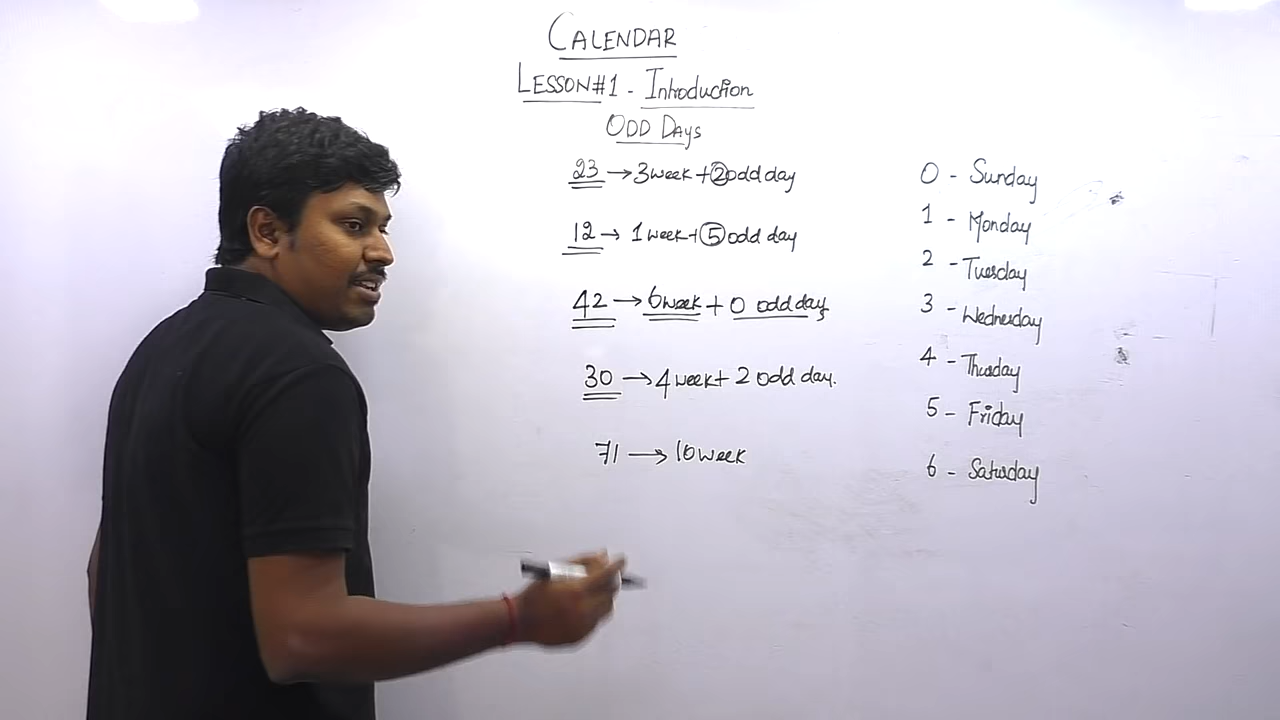 CALENDAR
LESSON#1 - Introduction
ODD DAYS
23 → 3 week + 2 odd day
12 → 1 week + 5 odd day
42 → 6 week + 0 odd days
30 → 4 week + 2 odd day.
71 → 10 week
0 - Sunday
1 - Monday
2 - Tuesday
3 - Wednesday
4 - Thursday
5 - Friday
6 - Saturday